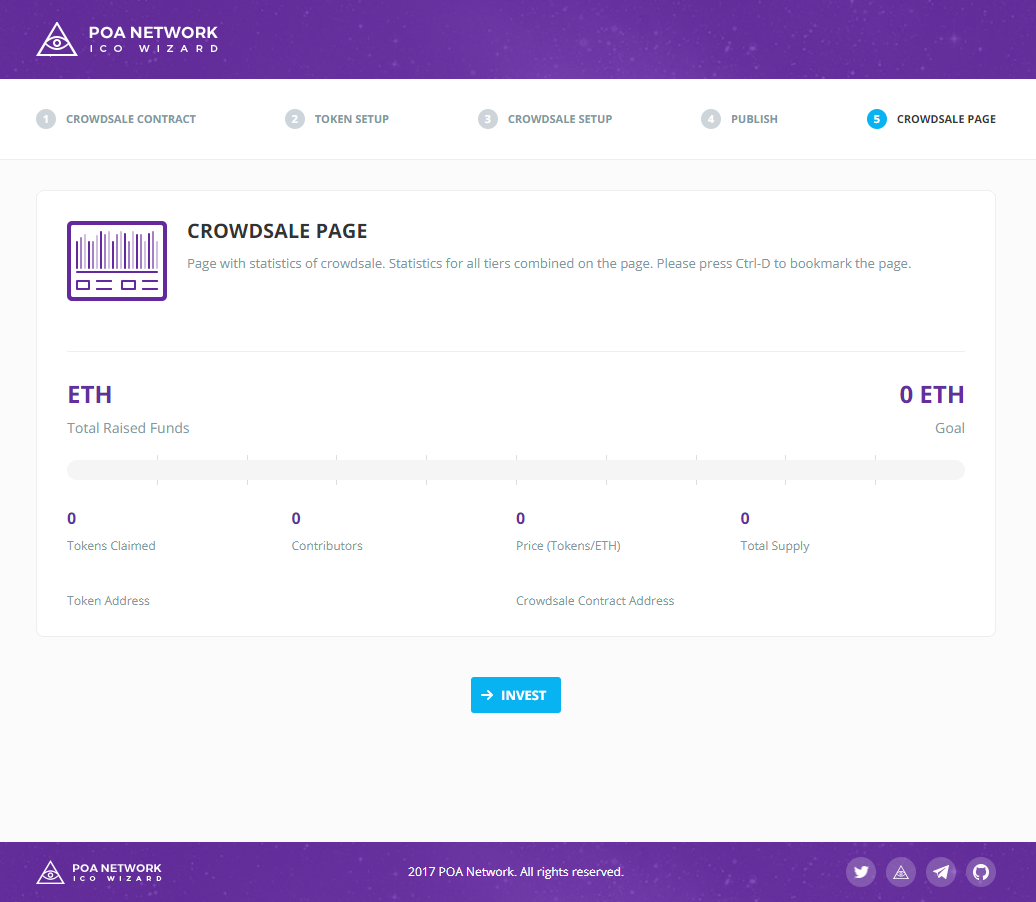 POA NETWORK
ICO WIZARD
1 CROWDSALE CONTRACT 2 TOKEN SETUP 3 CROWDSALE SETUP 4 PUBLISH 5 CROWDSALE PAGE
CROWDSALE PAGE
Page with statistics of crowdsale. Statistics for all tiers combined on the page. Please press Ctrl-D to bookmark the page.
ETH 0 ETH
Total Raised Funds Goal
0 0 0 0
Tokens Claimed Contributors Price (Tokens/ETH) Total Supply
Token Address Crowdsale Contract Address
INVEST
POA NETWORK
ICO WIZARD
2017 POA Network. All rights reserved.